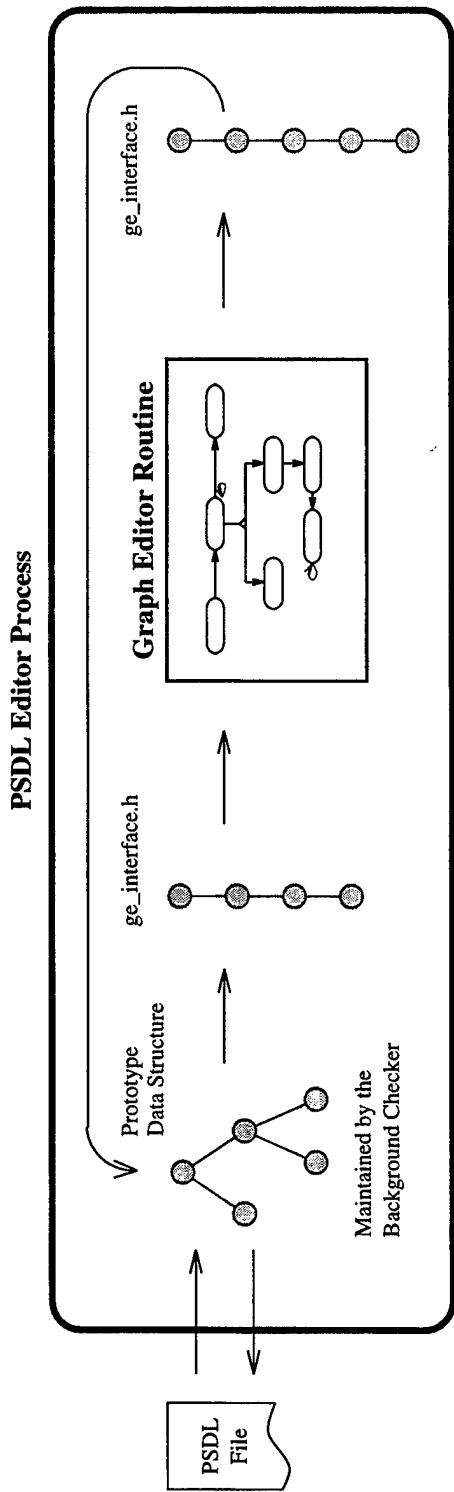 PSDL Editor Process
PSDL
File
Prototype
Data Structure
Maintained by the
Background Checker
ge_interface.h
Graph Editor Routine
ge_interface.h